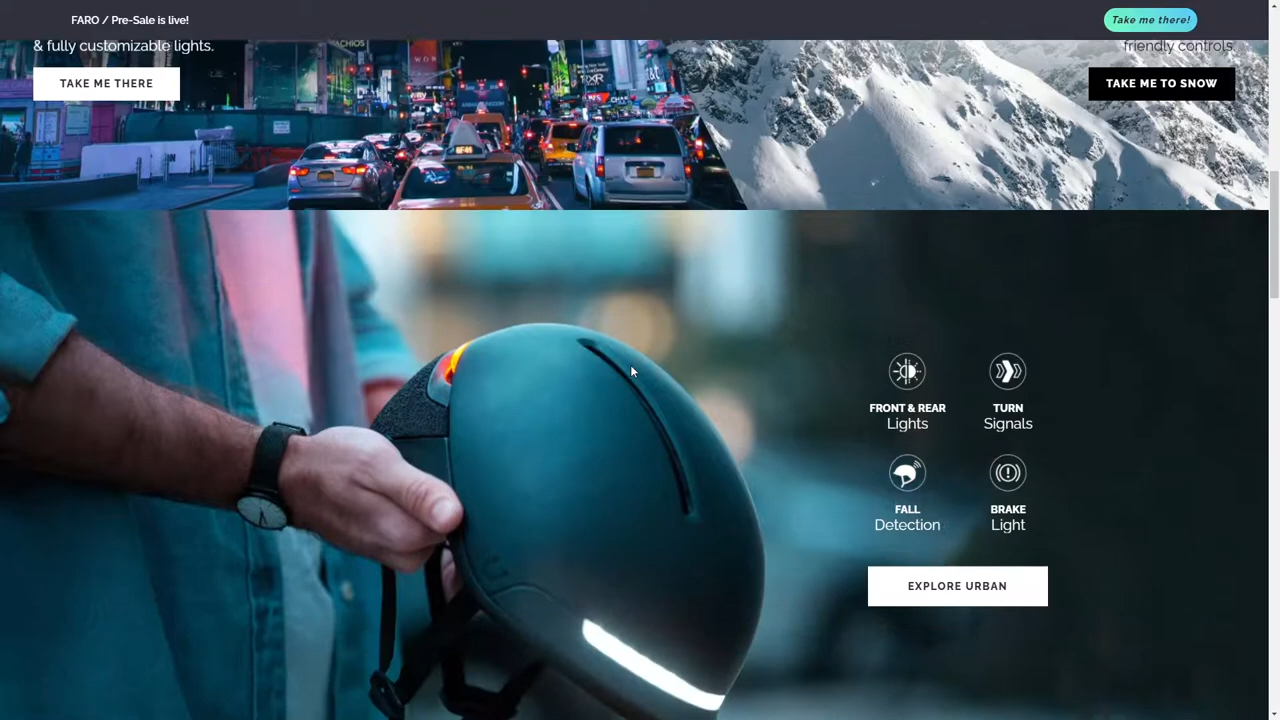 FARO / Pre-Sale is live!
Take me there!
& fully customizable lights.
TAKE ME THERE
friendly controls.
TAKE ME TO SNOW
FRONT & REAR
Lights
TURN
Signals
FALL
Detection
BRAKE
Light
EXPLORE URBAN